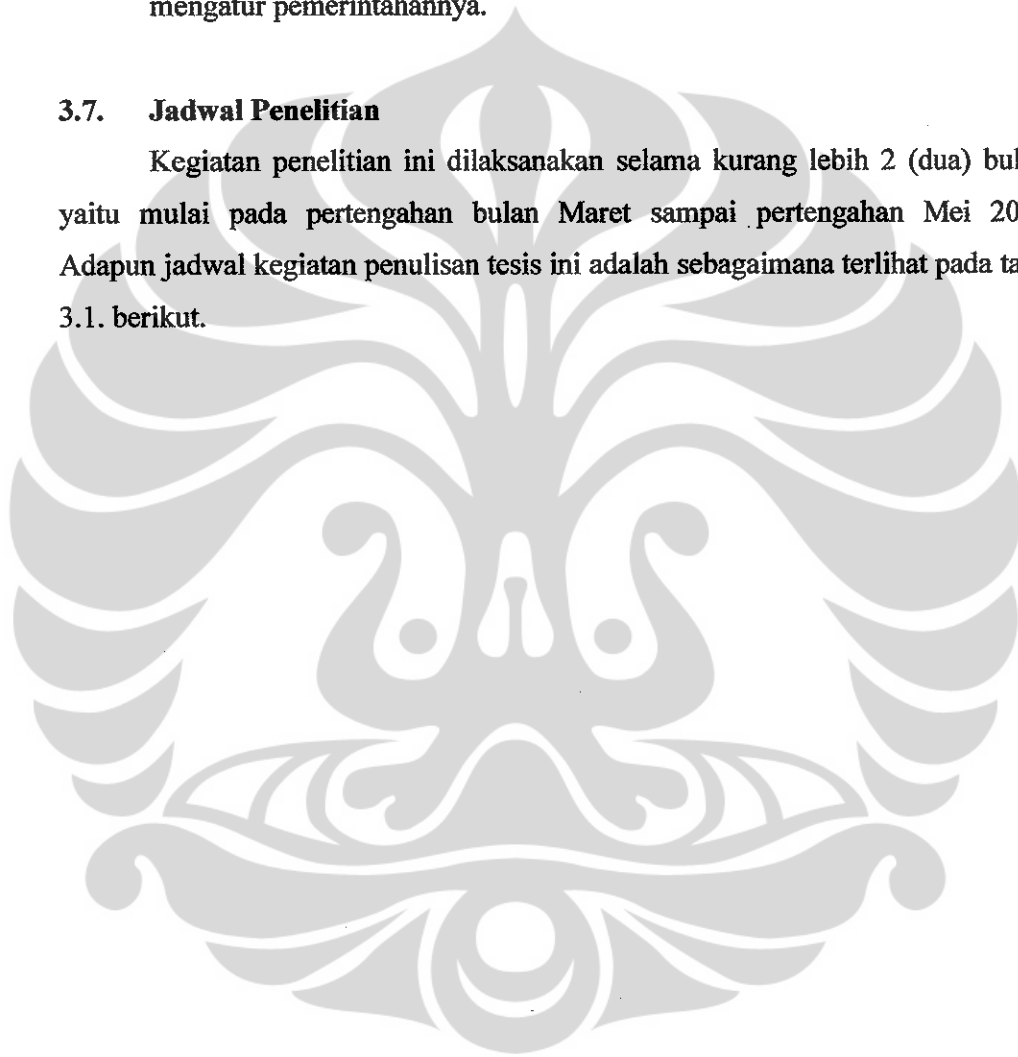 mengatur pemerintahannya.
3.7. Jadwal Penelitian
Kegiatan penelitian ini dilaksanakan selama kurang lebih 2 (dua) bul
yaitu mulai pada pertengahan bulan Maret sampai pertengahan Mei 20
Adapun jadwal kegiatan penulisan tesis ini adalah sebagaimana terlihat pada ta
3.1. berikut.